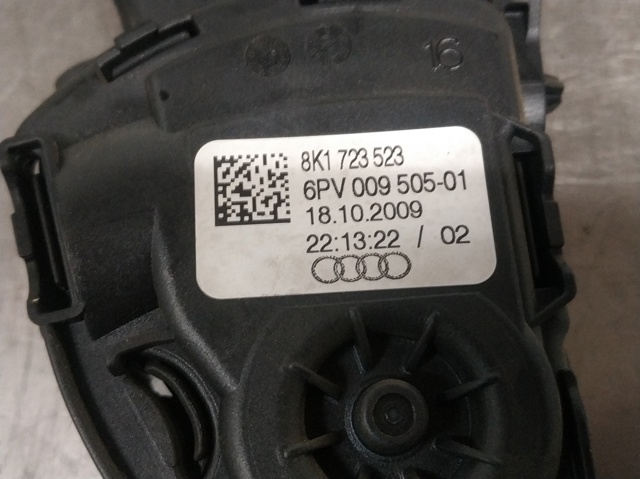 16
8K1 723 523
6PV 009 505-01
18.10.2009
22:13:22 / 02